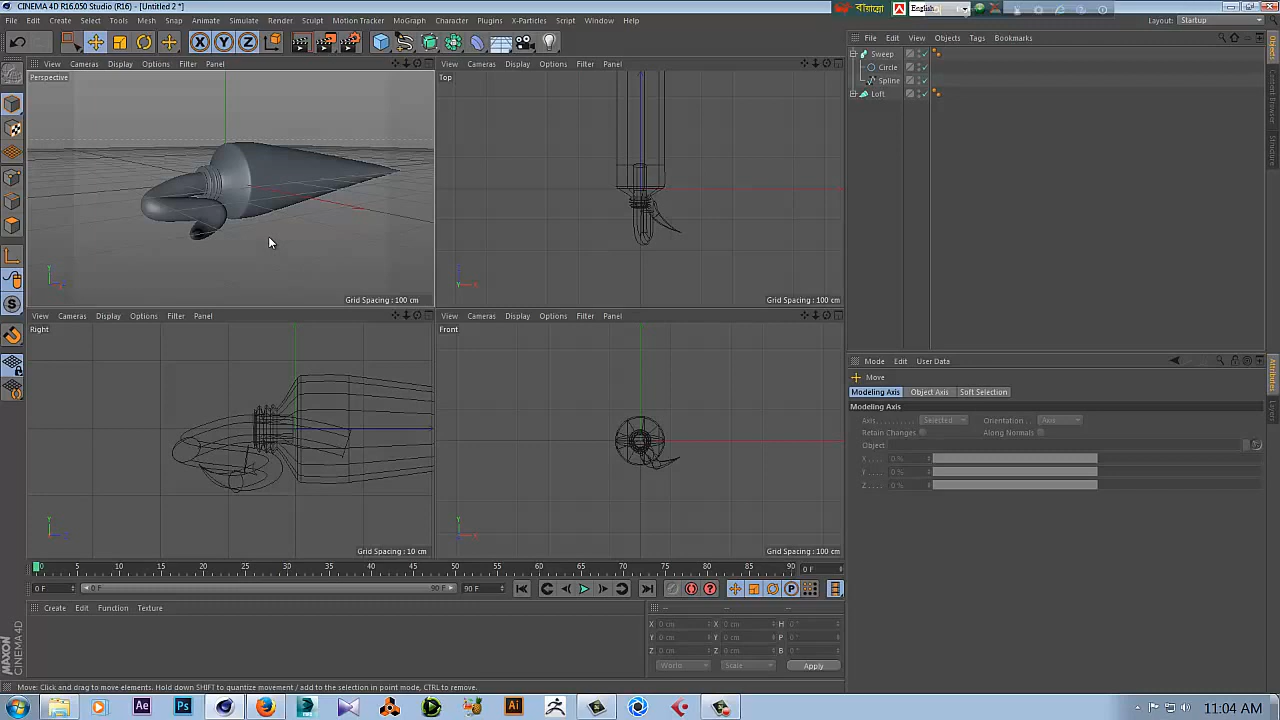 CINEMA 4D R16.050 Studio (R16) - [Untitled 2 *]
English
File Edit Create Select Tools Mesh Snap Animate Simulate Render Sculpt Motion Tracker MoGraph Character Plugins X-Particles Script Window Help
Layout: Startup
File Edit View Objects Tags Bookmarks
Sweep
Circle
Spline
Loft
View Cameras Display Options Filter Panel
Perspective
Grid Spacing : 100 cm
View Cameras Display Options Filter Panel
Top
Grid Spacing : 100 cm
View Cameras Display Options Filter Panel
Right
Grid Spacing : 10 cm
View Cameras Display Options Filter Panel
Front
Grid Spacing : 100 cm
Objects
Content Browser
Structure
Attributes
Layers
Mode Edit User Data
Move
Modeling Axis Object Axis Soft Selection
Modeling Axis
Axis Selected Orientation : Axis
Retain Changes Along Normals
Object
X 0 %
Y 0 %
Z 0 %
0 5 10 15 20 25 30 35 40 45 50 55 60 65 70 75 80 85 90 0 F
0 F 0 F 90 F 90 F
Create Edit Function Texture
-- -- --
X 0 cm X 0 cm H 0 °
Y 0 cm Y 0 cm P 0 °
Z 0 cm Z 0 cm B 0 °
World Scale Apply
MAXON CINEMA 4D
Move: Click and drag to move elements. Hold down SHIFT to quantize movement / add to the selection in point mode, CTRL to remove.
Ae Ps Ai
11:04 AM